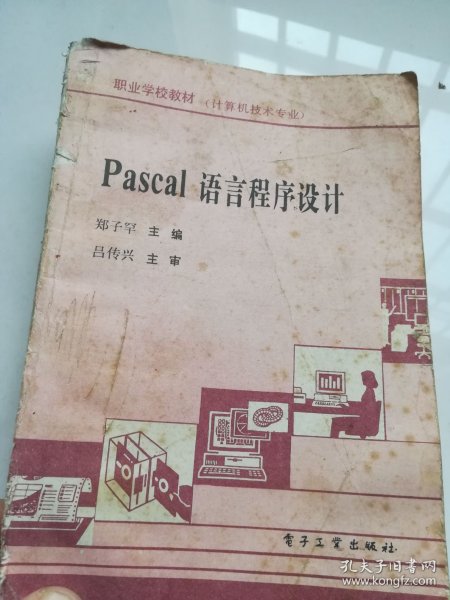 职业学校教材（计算机技术专业）
Pascal 语言程序设计
郑子罕 主编
吕传兴 主审
電子工業出版社
孔夫子旧书网
www.kongfz.com